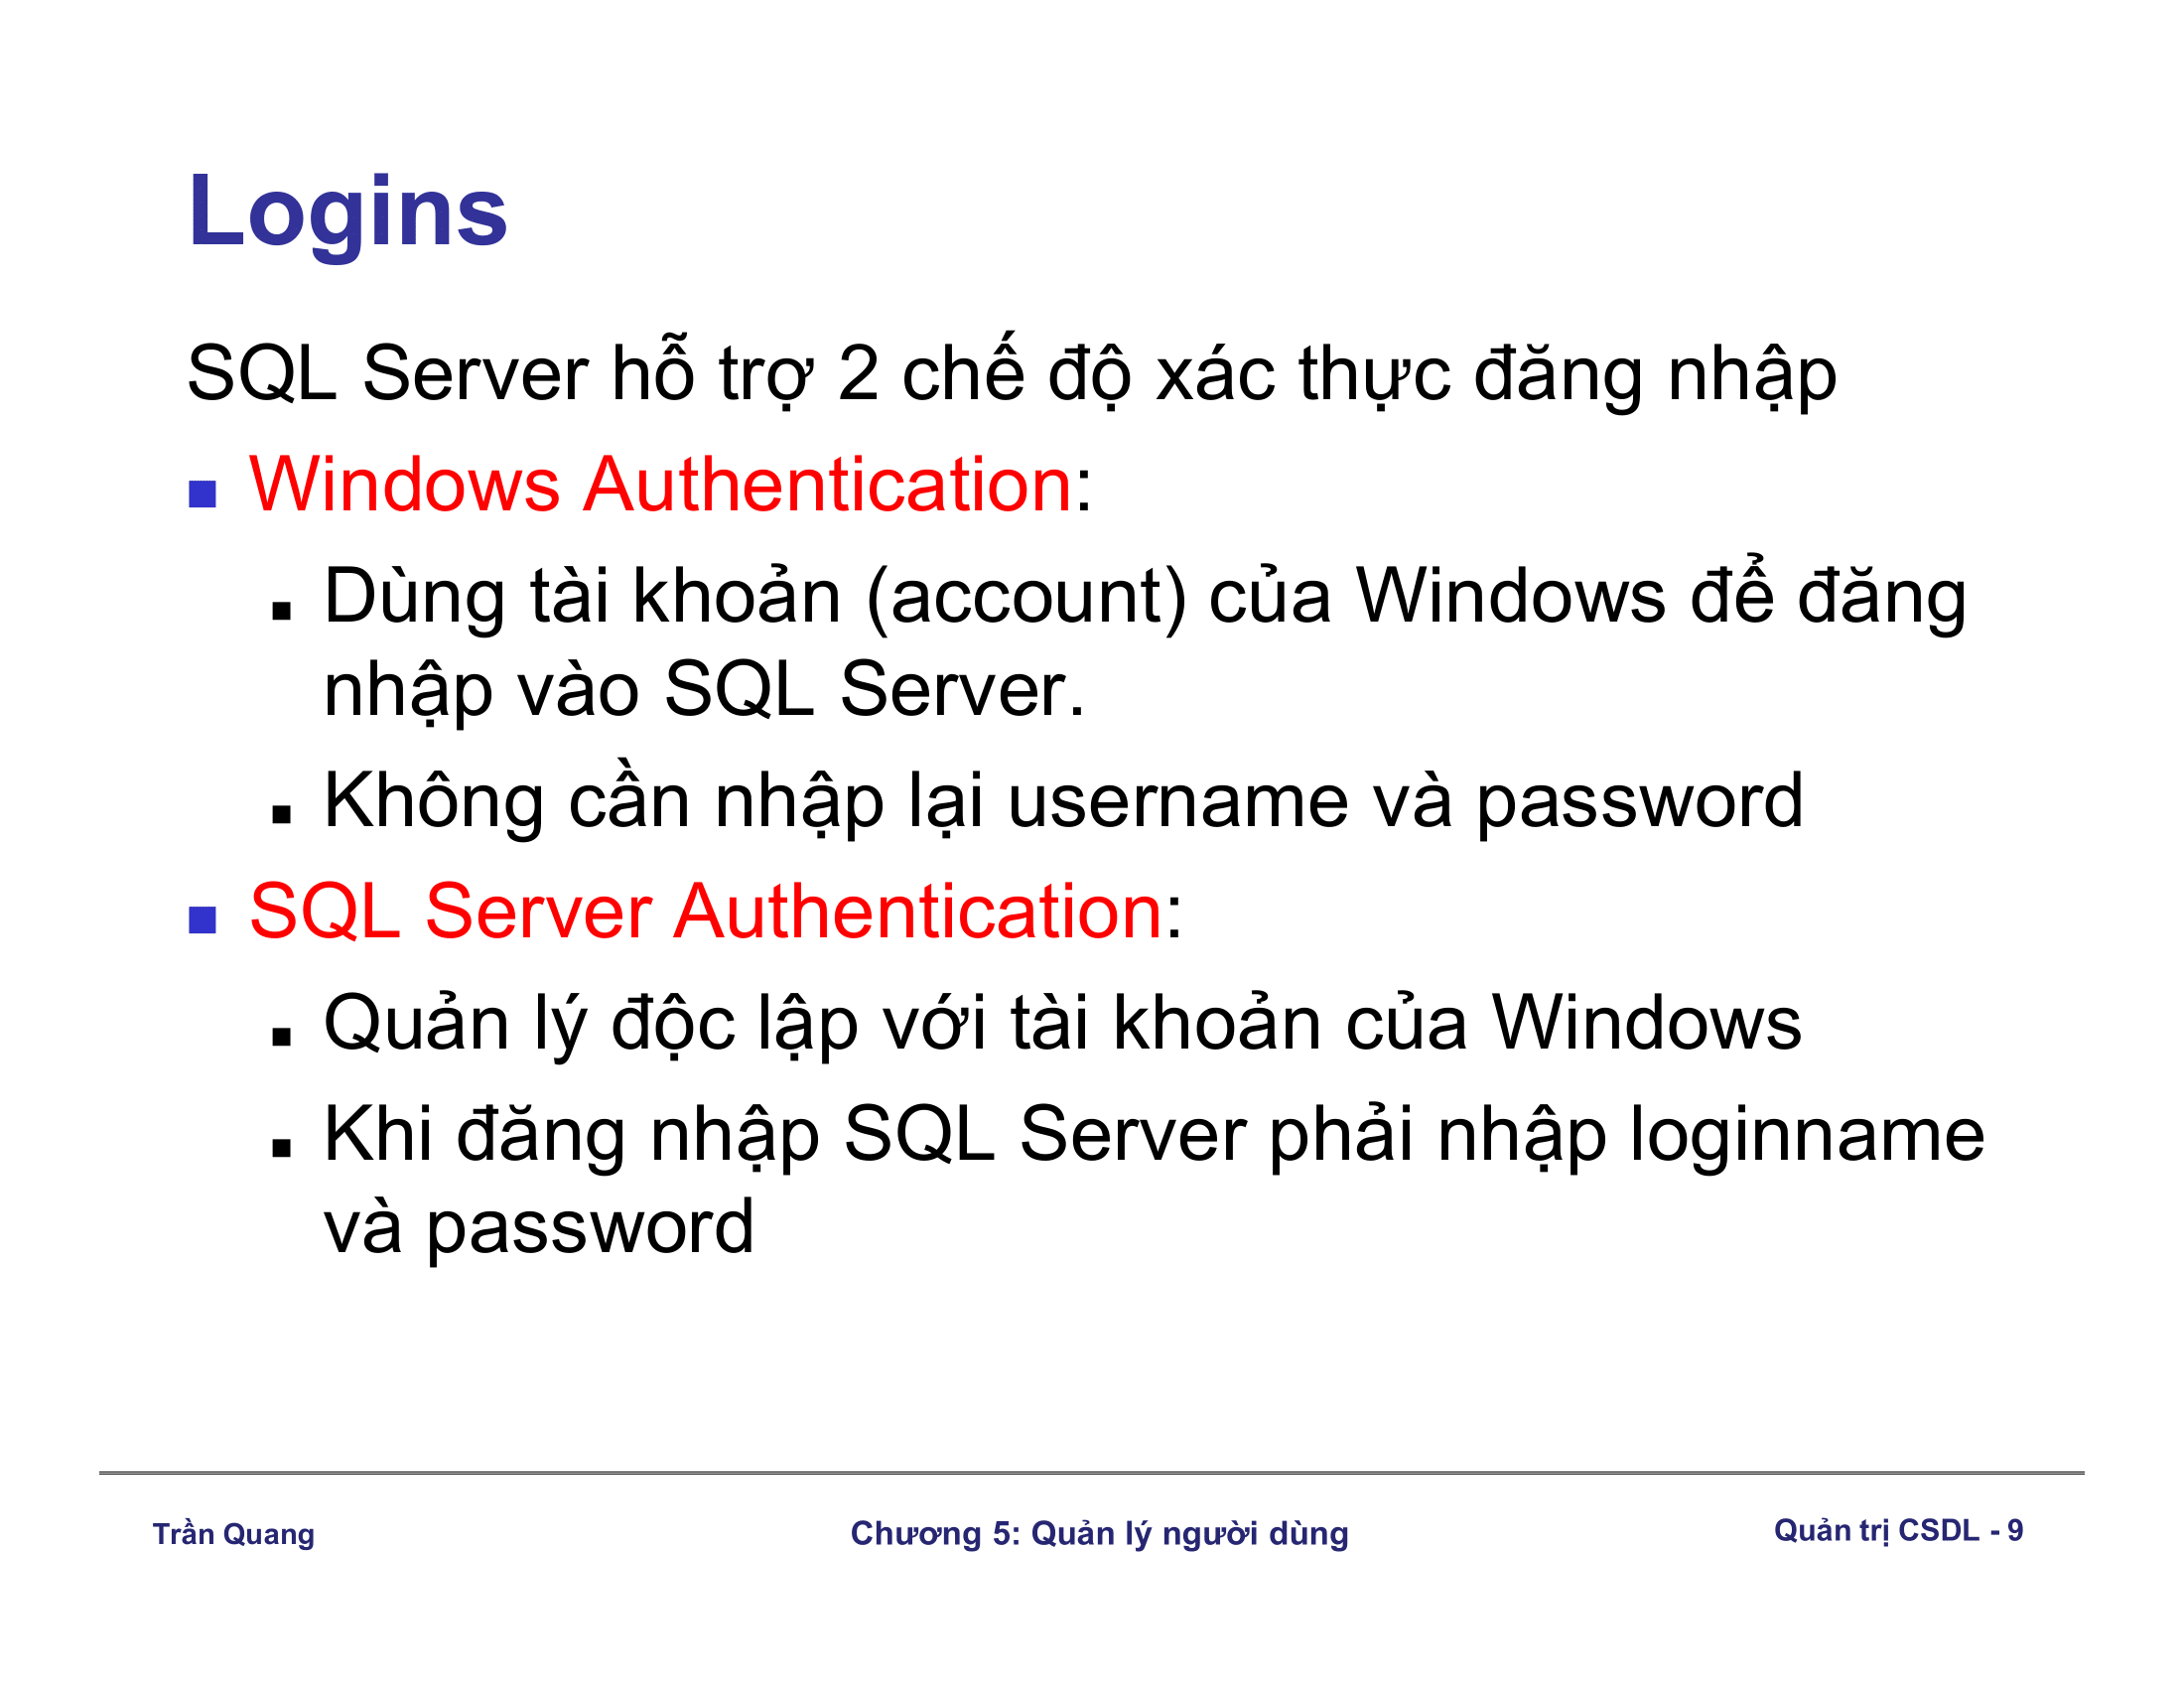 Logins
SQL Server hỗ trợ 2 chế độ xác thực đăng nhập
Windows Authentication:
Dùng tài khoản (account) của Windows để đăng
nhập vào SQL Server.
Không cần nhập lại username và password
SQL Server Authentication:
Quản lý độc lập với tài khoản của Windows
Khi đăng nhập SQL Server phải nhập loginname
và password
Trần Quang
Chương 5: Quản lý người dùng
Quản trị CSDL - 9